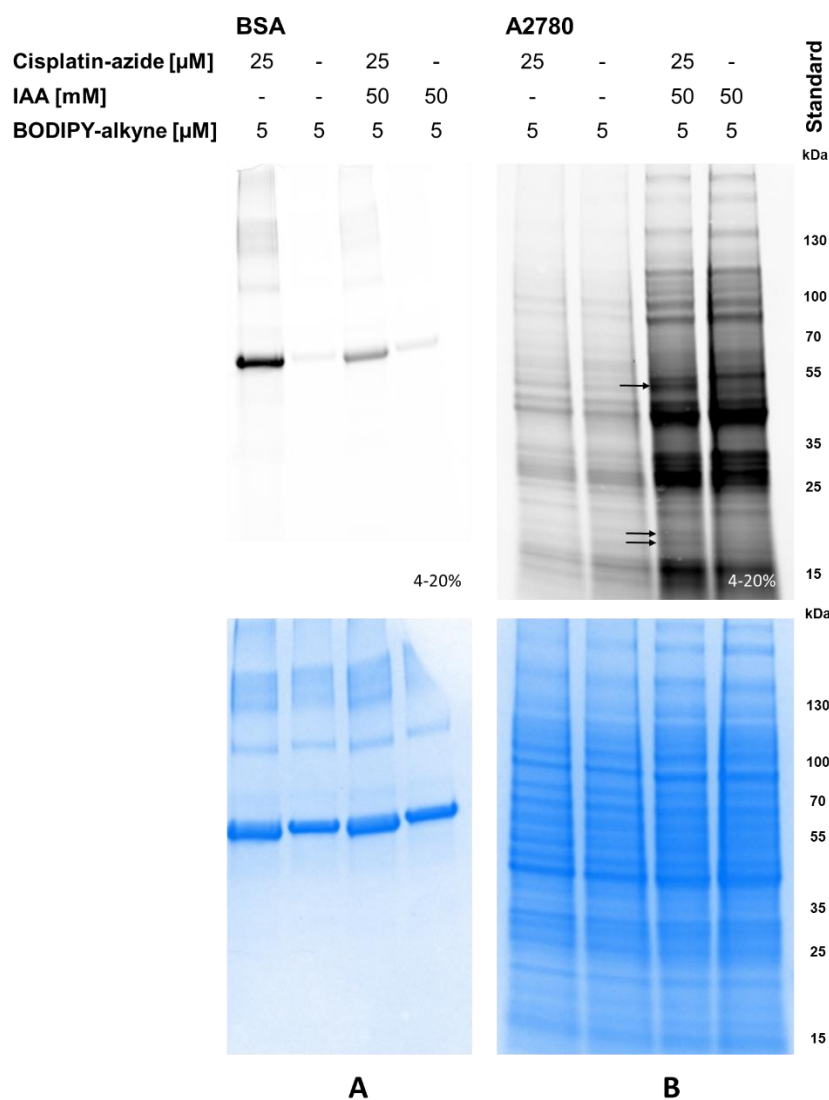 BSA A2780
Cisplatin-azide [µM] 25 - 25 - 25 - 25 -
IAA [mM] - - 50 50 - - 50 50
BODIPY-alkyne [µM] 5 5 5 5 5 5 5 5
Standard
kDa
130
100
70
55
35
25
15
4-20% 4-20%
kDa
130
100
70
55
35
25
15
A B